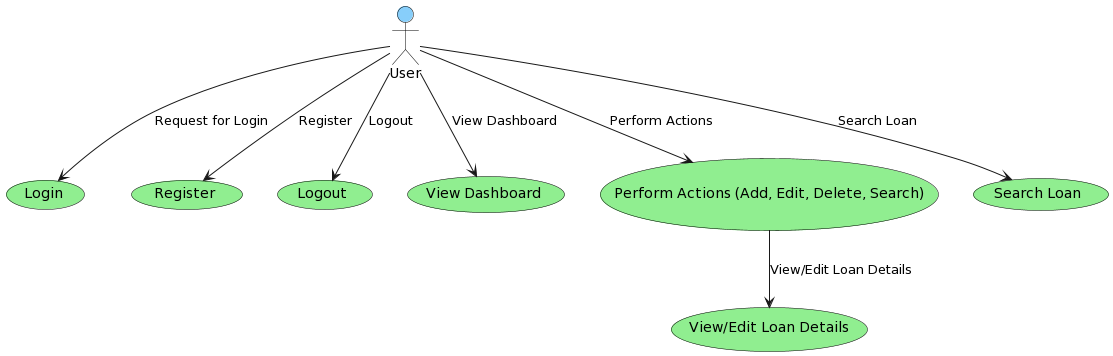 User
Request for Login
Register
Logout
View Dashboard
Perform Actions
Search Loan
Login
Register
Logout
View Dashboard
Perform Actions (Add, Edit, Delete, Search)
Search Loan
View/Edit Loan Details
View/Edit Loan Details